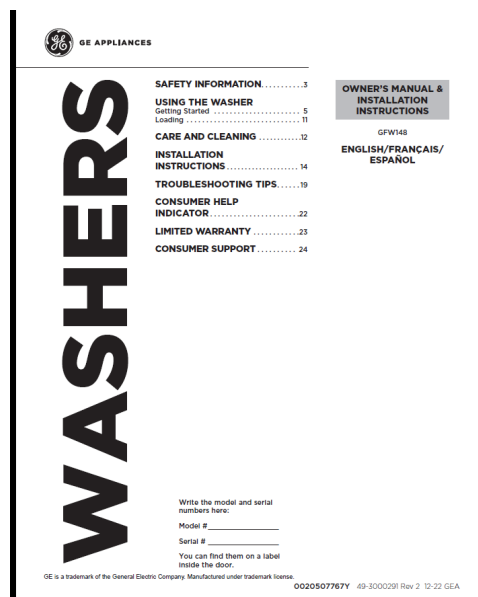 GE APPLIANCES
WASHERS
SAFETY INFORMATION..........3
USING THE WASHER
Getting Started ....................... 5
Loading .............................. 11
CARE AND CLEANING ..........12
INSTALLATION
INSTRUCTIONS.................. 14
TROUBLESHOOTING TIPS......19
CONSUMER HELP
INDICATOR......................22
LIMITED WARRANTY ............23
CONSUMER SUPPORT.......... 24
OWNER'S MANUAL &
INSTALLATION
INSTRUCTIONS
GFW148
ENGLISH/FRANÇAIS/
ESPAÑOL
Write the model and serial
numbers here:
Model #_______________
Serial # _______________
You can find them on a label
inside the door.
GE is a trademark of the General Electric Company. Manufactured under trademark license.
0020507767Y 49-3000291 Rev 2 12-22 GEA